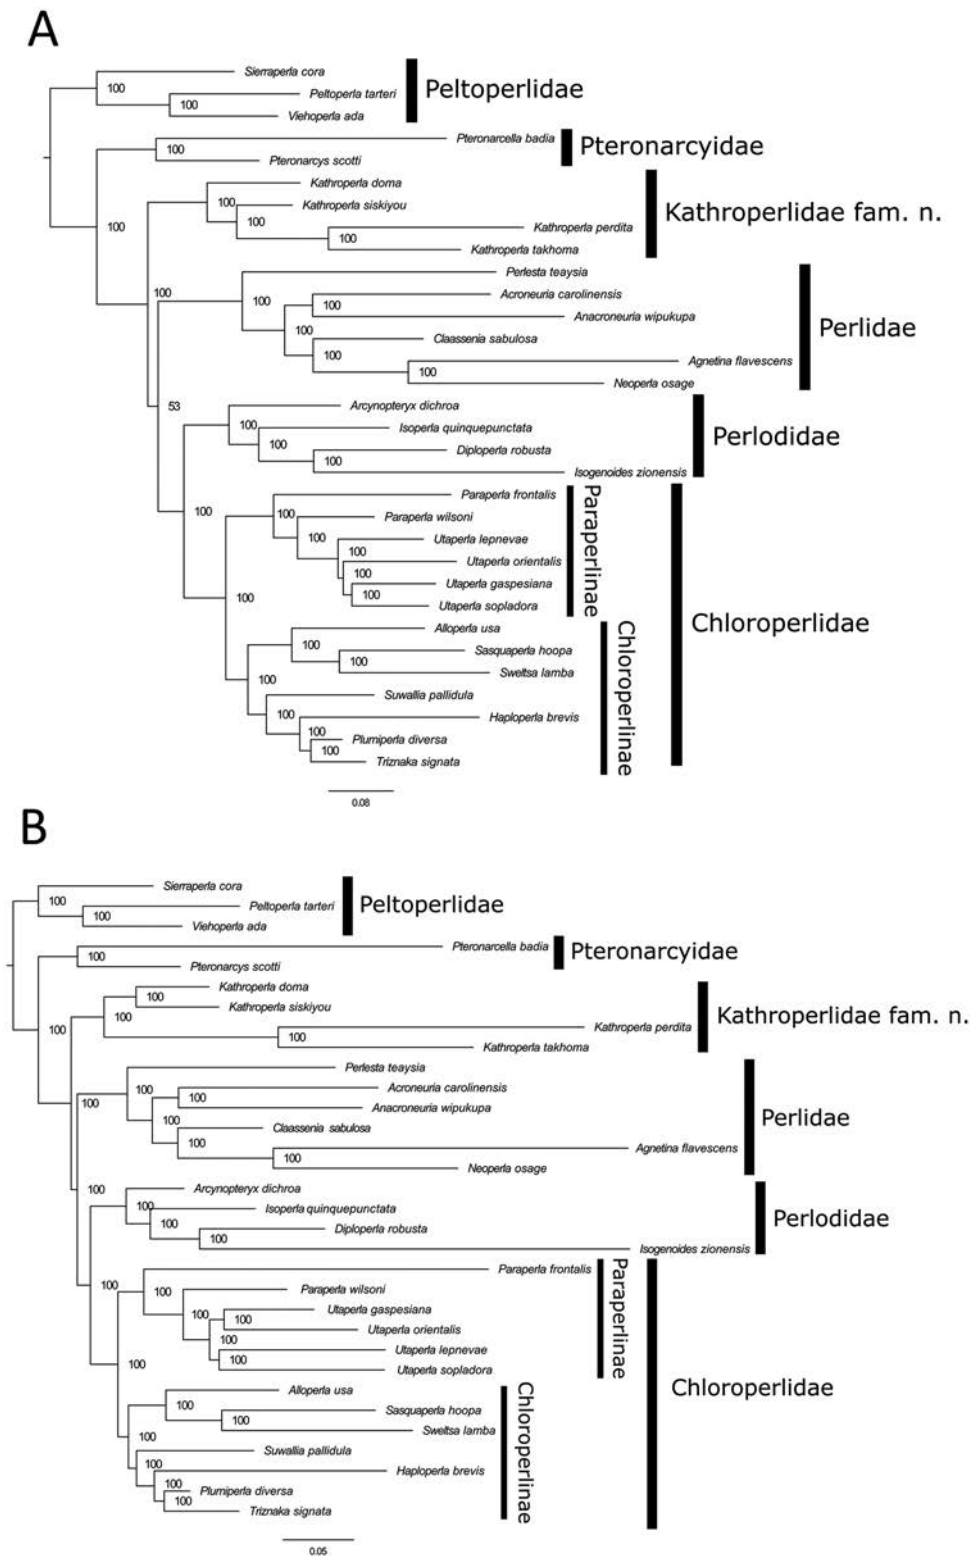 A
Sierraperla cora
100
Peltoperla tarteri
Peltoperlidae
100
Viehoperla ada
Pteronarcella badia
100
Pteronarcyidae
Pteronarcys scotti
Kathroperla doma
100
Kathroperla siskiyou
Kathroperlidae fam. n.
100
100
Kathroperla perdita
100
Kathroperla takhoma
Perlesta teaysia
100
Acroneuria carolinensis
100
100
Anacroneuria wipukupa
100
Perlidae
Claassenia sabulosa
100
Agnetina flavescens
100
Neoperla osage
53
Arcynopteryx dichroa
100
Isoperla quinquepunctata
Perlodidae
100
Diploperla robusta
100
Isogenoides zionensis
Paraperla frontalis
100
100
Paraperla wilsoni
Paraperlinae
100
Utaperla lepnevae
100
Utaperla orientalis
100
Utaperla gaspesiana
100
100
Utaperla sopladora
Chloroperlidae
Alloperla usa
100
Sasquaperla hoopa
100
Sweltsa lamba
100
Chloroperlinae
Suwallia pallidula
100
Haploperla brevis
100
Plumiperla diversa
100
Triznaka signata
0.08
B
Sierraperla cora
100
Peltoperla tarteri
Peltoperlidae
100
Viehoperla ada
Pteronarcella badia
100
Pteronarcyidae
Pteronarcys scotti
Kathroperla doma
100
Kathroperla siskiyou
Kathroperlidae fam. n.
100
100
Kathroperla perdita
100
Kathroperla takhoma
Perlesta teaysia
100
Acroneuria carolinensis
100
100
Anacroneuria wipukupa
100
Perlidae
Claassenia sabulosa
100
Agnetina flavescens
100
Neoperla osage
100
Arcynopteryx dichroa
100
Isoperla quinquepunctata
Perlodidae
100
Diploperla robusta
100
Isogenoides zionensis
Paraperla frontalis
100
100
Paraperla wilsoni
Paraperlinae
100
Utaperla gaspesiana
100
Utaperla orientalis
100
Utaperla lepnevae
100
100
Utaperla sopladora
Chloroperlidae
Alloperla usa
100
Sasquaperla hoopa
100
Sweltsa lamba
100
Chloroperlinae
Suwallia pallidula
100
Haploperla brevis
100
Plumiperla diversa
100
Triznaka signata
0.05